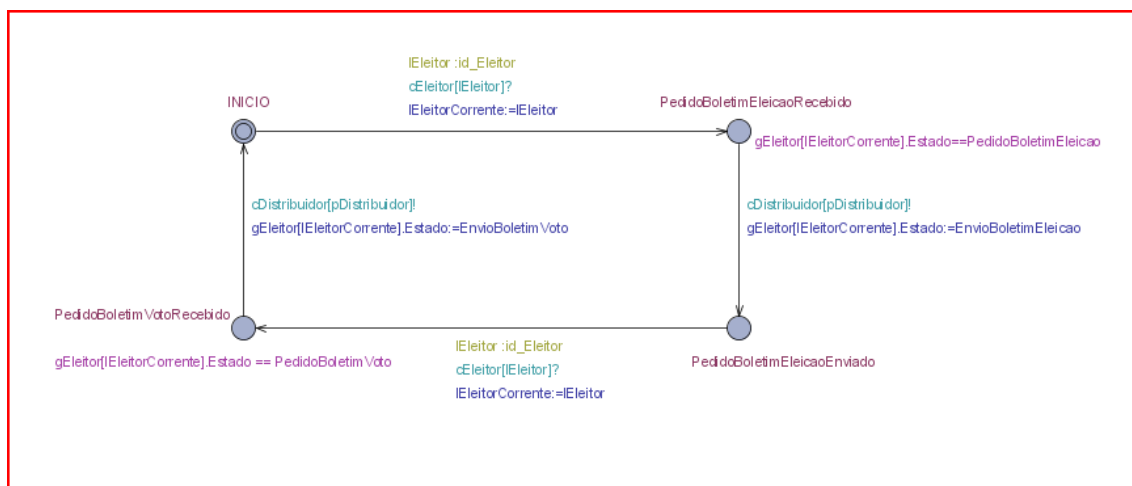 lEleitor :id_Eleitor
cEleitor[lEleitor]?
lEleitorCorrente:=lEleitor
INICIO
PedidoBoletimEleicaoRecebido
gEleitor[lEleitorCorrente].Estado==PedidoBoletimEleicao
cDistribuidor[pDistribuidor]!
gEleitor[lEleitorCorrente].Estado:=EnvioBoletimVoto
cDistribuidor[pDistribuidor]!
gEleitor[lEleitorCorrente].Estado:=EnvioBoletimEleicao
PedidoBoletimVotoRecebido
gEleitor[lEleitorCorrente].Estado == PedidoBoletimVoto
lEleitor :id_Eleitor
cEleitor[lEleitor]?
lEleitorCorrente:=lEleitor
PedidoBoletimEleicaoEnviado